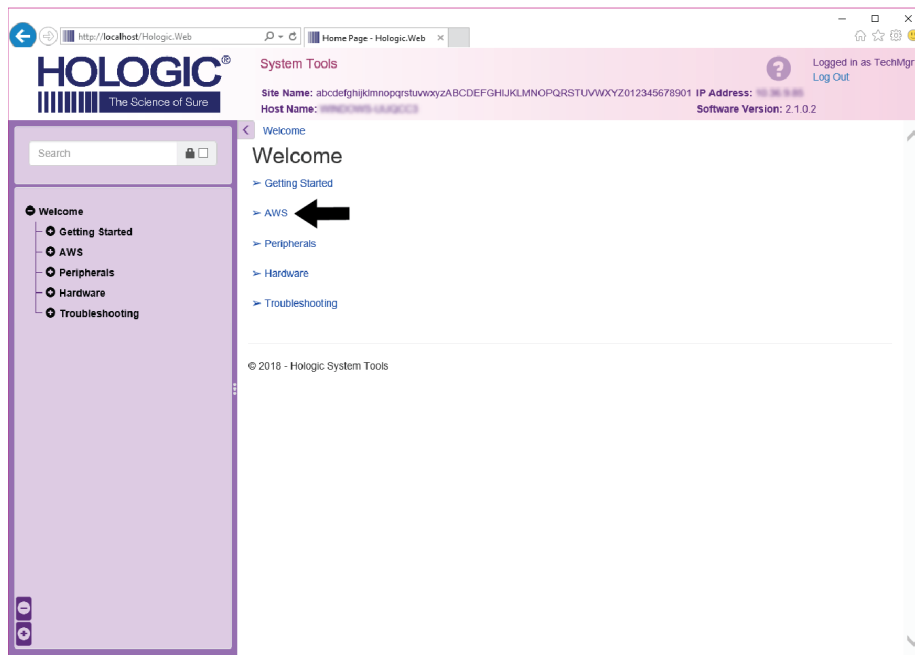 http://localhost/Hologic.Web
Home Page - Hologic.Web
HOLOGIC®
The Science of Sure
System Tools
Logged in as TechMgr
Log Out
Site Name: abcdefghijklmnopqrstuvwxyzABCDEFGHIJKLMNOPQRSTUVWXYZ012345678901 IP Address:
Host Name:
Software Version: 2.1.0.2
Search
Welcome
Getting Started
AWS
Peripherals
Hardware
Troubleshooting
Welcome
Welcome
➢ Getting Started
➢ AWS
➢ Peripherals
➢ Hardware
➢ Troubleshooting
© 2018 - Hologic System Tools